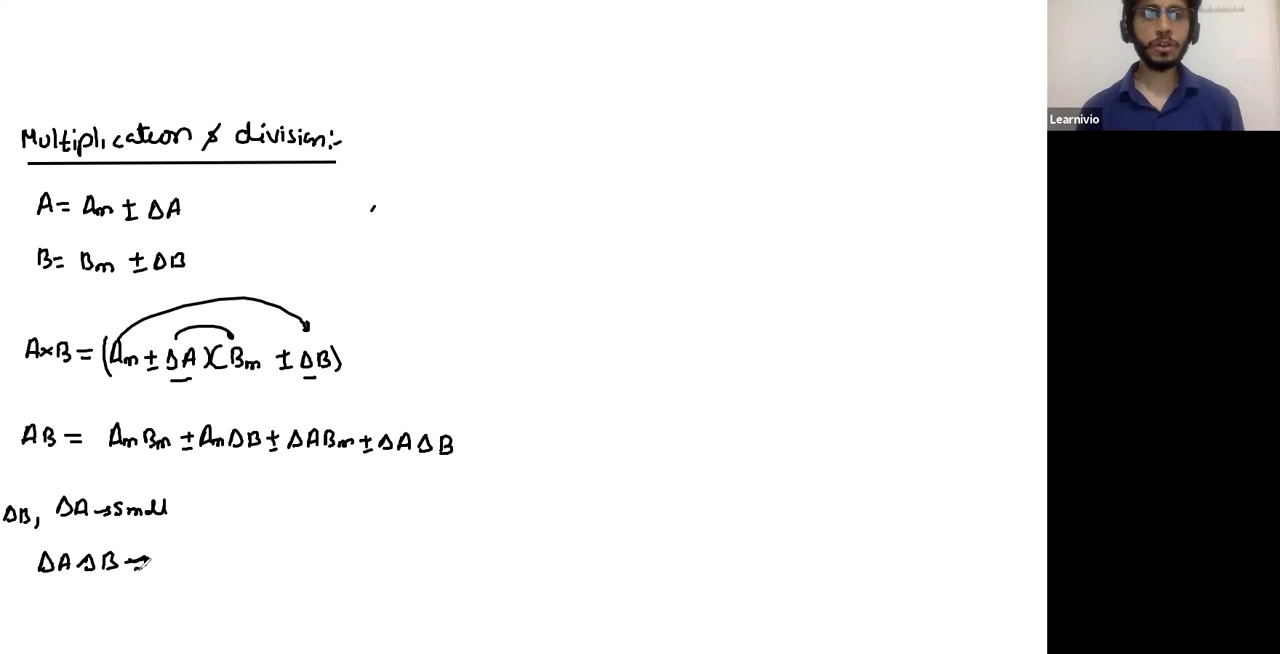 Multiplication & division:-
A = Am ± ΔA
B = Bm ± ΔB
A×B = (Am ± ΔA)(Bm ± ΔB)
AB = AmBm ± AmΔB ± ΔABm ± ΔAΔB
ΔB, ΔA → small
ΔAΔB →
Learnivio